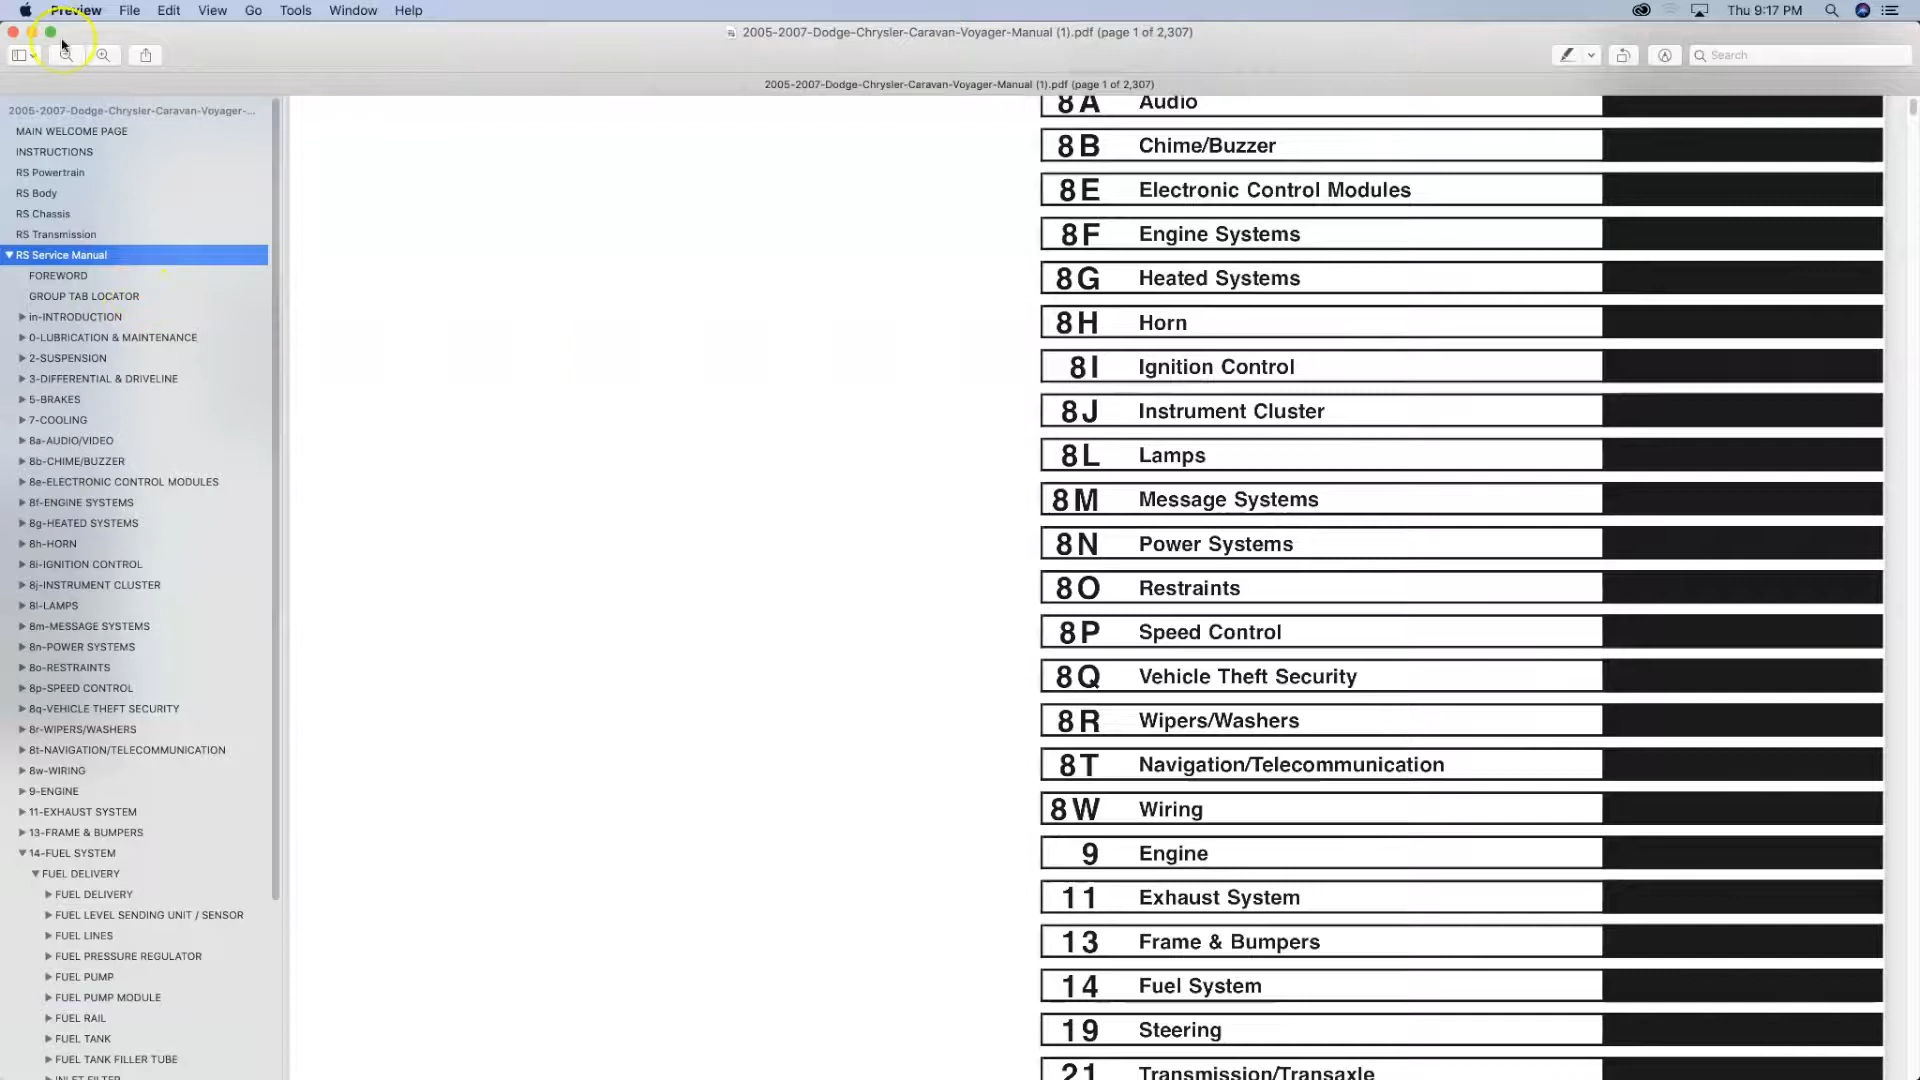 Preview File Edit View Go Tools Window Help
Thu 9:17 PM
2005-2007-Dodge-Chrysler-Caravan-Voyager-Manual (1).pdf (page 1 of 2,307)
Search
2005-2007-Dodge-Chrysler-Caravan-Voyager-Manual (1).pdf (page 1 of 2,307)
2005-2007-Dodge-Chrysler-Caravan-Voyager-...
MAIN WELCOME PAGE
INSTRUCTIONS
RS Powertrain
RS Body
RS Chassis
RS Transmission
RS Service Manual
FOREWORD
GROUP TAB LOCATOR
in-INTRODUCTION
0-LUBRICATION & MAINTENANCE
2-SUSPENSION
3-DIFFERENTIAL & DRIVELINE
5-BRAKES
7-COOLING
8a-AUDIO/VIDEO
8b-CHIME/BUZZER
8e-ELECTRONIC CONTROL MODULES
8f-ENGINE SYSTEMS
8g-HEATED SYSTEMS
8h-HORN
8i-IGNITION CONTROL
8j-INSTRUMENT CLUSTER
8l-LAMPS
8m-MESSAGE SYSTEMS
8n-POWER SYSTEMS
8o-RESTRAINTS
8p-SPEED CONTROL
8q-VEHICLE THEFT SECURITY
8r-WIPERS/WASHERS
8t-NAVIGATION/TELECOMMUNICATION
8w-WIRING
9-ENGINE
11-EXHAUST SYSTEM
13-FRAME & BUMPERS
14-FUEL SYSTEM
FUEL DELIVERY
FUEL DELIVERY
FUEL LEVEL SENDING UNIT / SENSOR
FUEL LINES
FUEL PRESSURE REGULATOR
FUEL PUMP
FUEL PUMP MODULE
FUEL RAIL
FUEL TANK
FUEL TANK FILLER TUBE
INLET FILTER
8A Audio
8B Chime/Buzzer
8E Electronic Control Modules
8F Engine Systems
8G Heated Systems
8H Horn
8I Ignition Control
8J Instrument Cluster
8L Lamps
8M Message Systems
8N Power Systems
8O Restraints
8P Speed Control
8Q Vehicle Theft Security
8R Wipers/Washers
8T Navigation/Telecommunication
8W Wiring
9 Engine
11 Exhaust System
13 Frame & Bumpers
14 Fuel System
19 Steering
21 Transmission/Transaxle